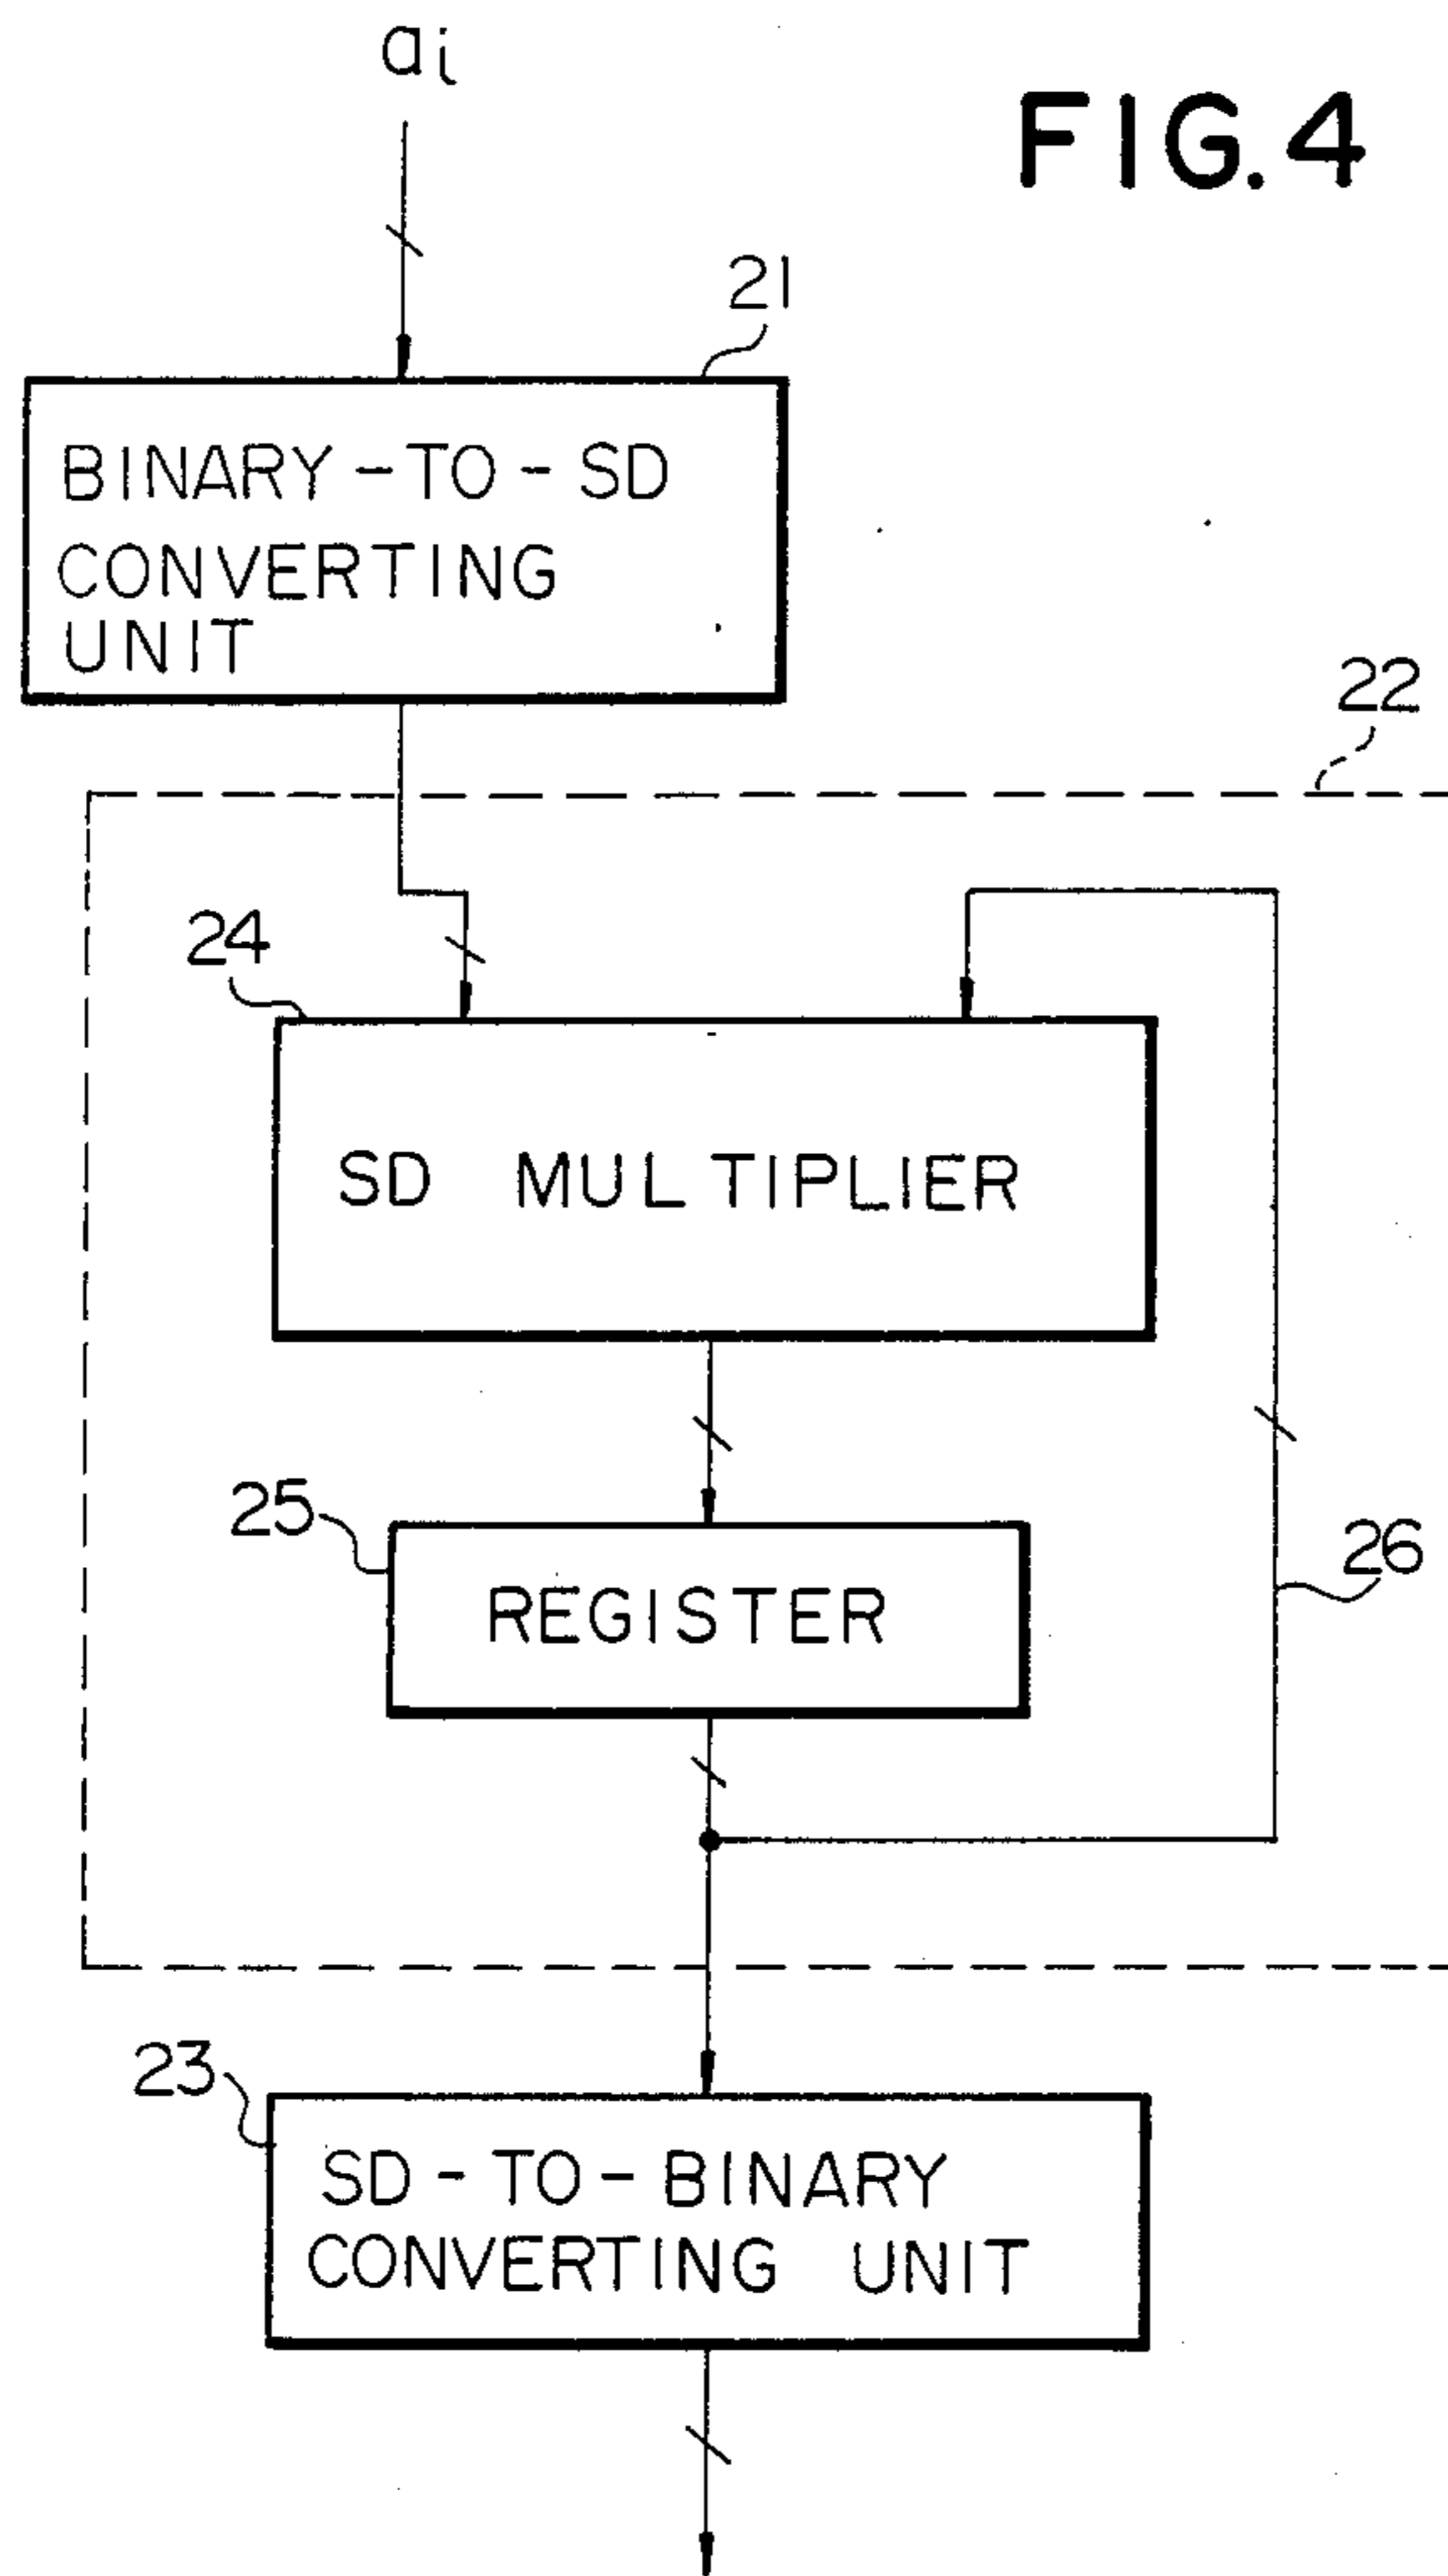 ai
FIG.4
21
BINARY-TO-SD
CONVERTING
UNIT
22
24
SD MULTIPLIER
25
REGISTER
26
23
SD-TO-BINARY
CONVERTING UNIT